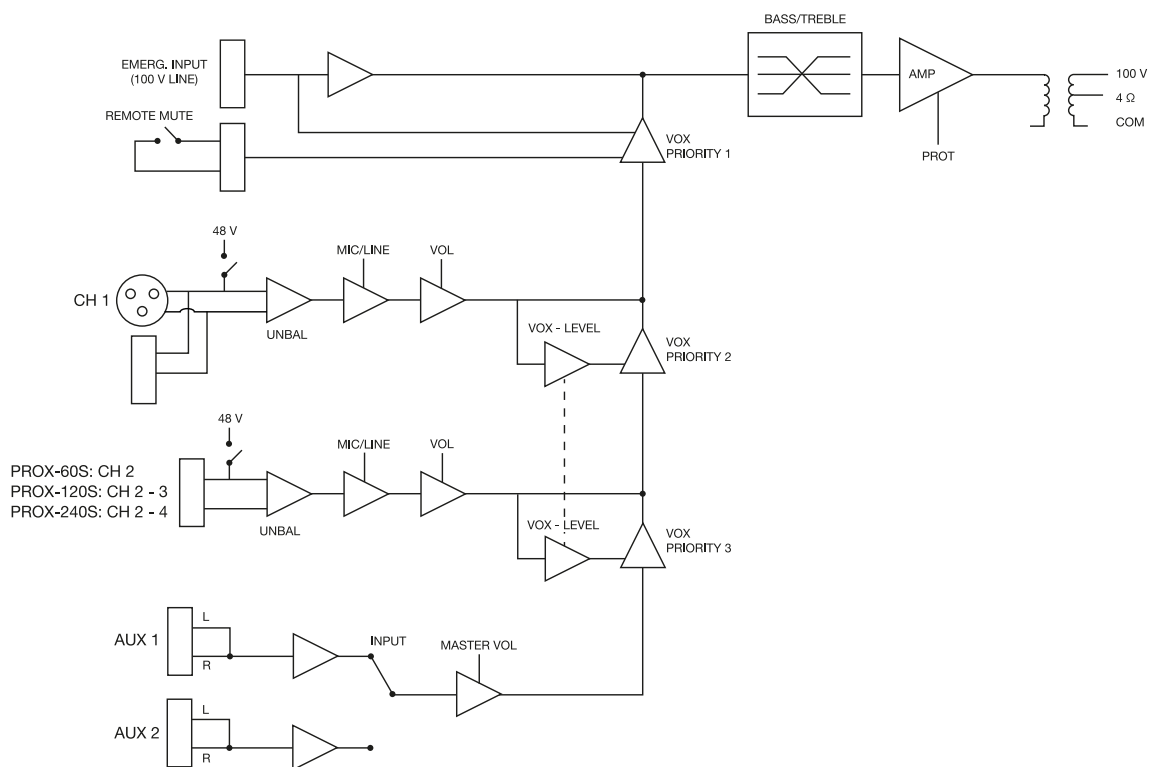 BASS/TREBLE
EMERG. INPUT
(100 V LINE)
AMP
100 V
4 Ω
COM
REMOTE MUTE
VOX
PRIORITY 1
PROT
48 V
MIC/LINE
VOL
CH 1
UNBAL
VOX - LEVEL
VOX
PRIORITY 2
48 V
MIC/LINE
VOL
PROX-60S: CH 2
PROX-120S: CH 2 - 3
PROX-240S: CH 2 - 4
UNBAL
VOX - LEVEL
VOX
PRIORITY 3
AUX 1
L
R
INPUT
MASTER VOL
AUX 2
L
R